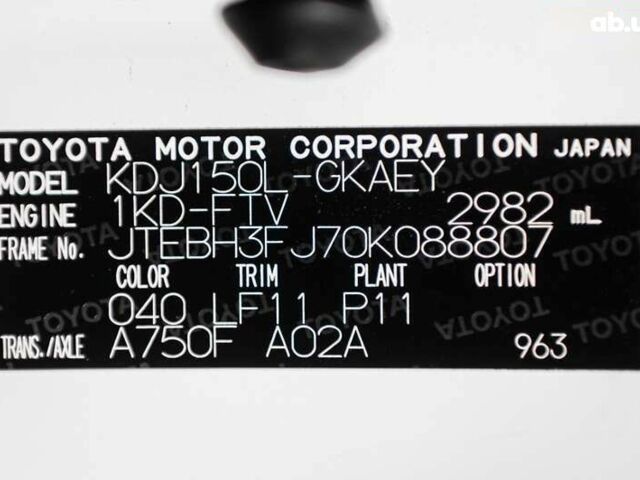 ab.u
TOYOTA MOTOR CORPORATION JAPAN
MODEL KDJ150L-GKAEY
ENGINE 1KD-FTV 2982 mL
FRAME No. JTEBH3FJ70K088807
COLOR TRIM PLANT OPTION
040 LF11 P11
TRANS./AXLE A750F A02A 963